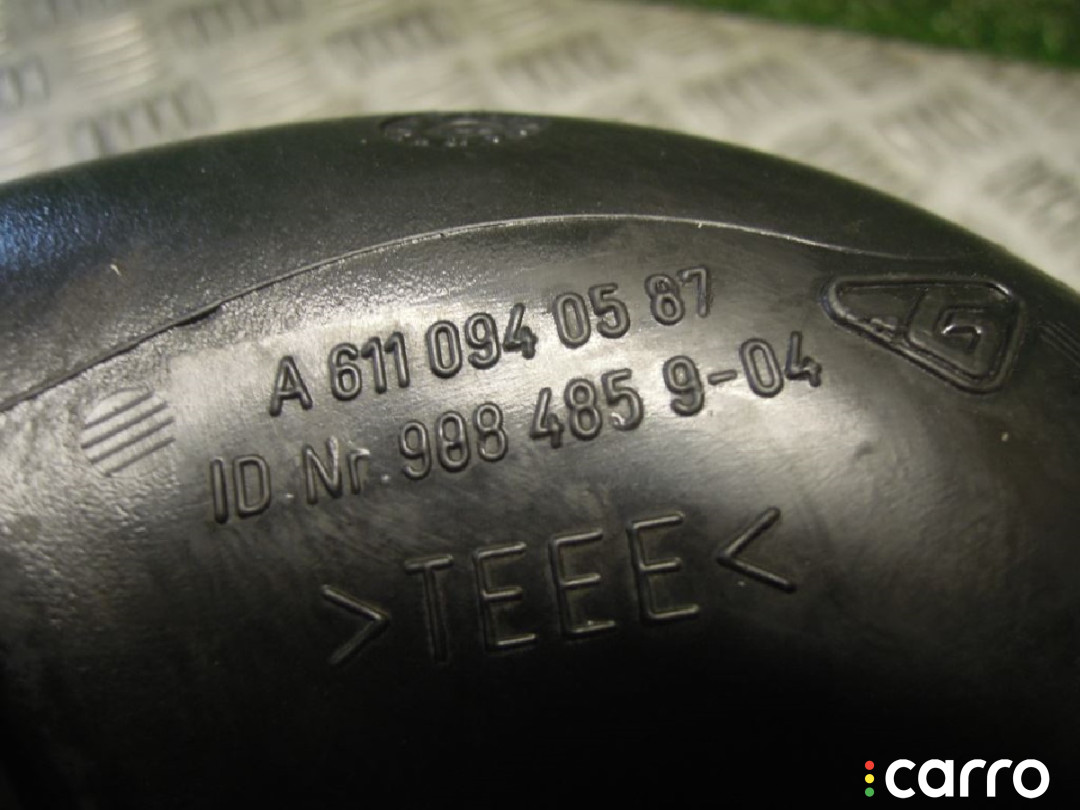 A 611 094 05 87
ID Nr. 988 485 9-04
>TEEE<
carro